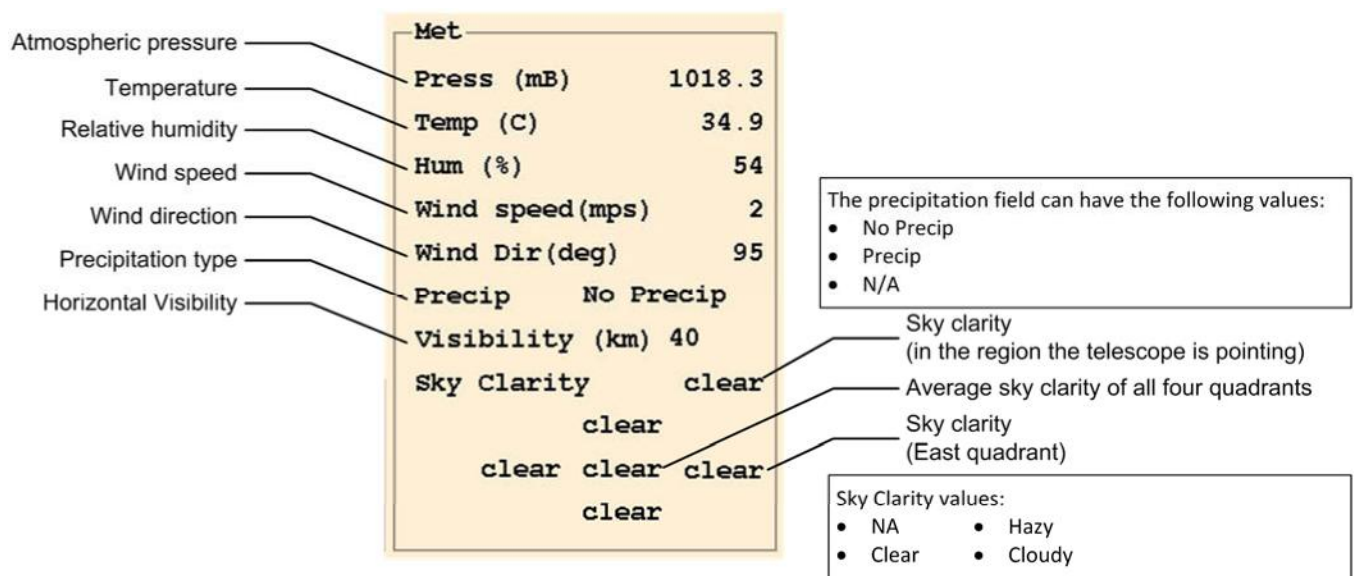 Atmospheric pressure
Temperature
Relative humidity
Wind speed
Wind direction
Precipitation type
Horizontal Visibility
Met
Press (mB) 1018.3
Temp (C) 34.9
Hum (%) 54
Wind speed(mps) 2
Wind Dir(deg) 95
Precip No Precip
Visibility (km) 40
Sky Clarity clear
clear
clear clear clear
clear
The precipitation field can have the following values:
• No Precip
• Precip
• N/A
Sky clarity
(in the region the telescope is pointing)
Average sky clarity of all four quadrants
Sky clarity
(East quadrant)
Sky Clarity values:
• NA • Hazy
• Clear • Cloudy